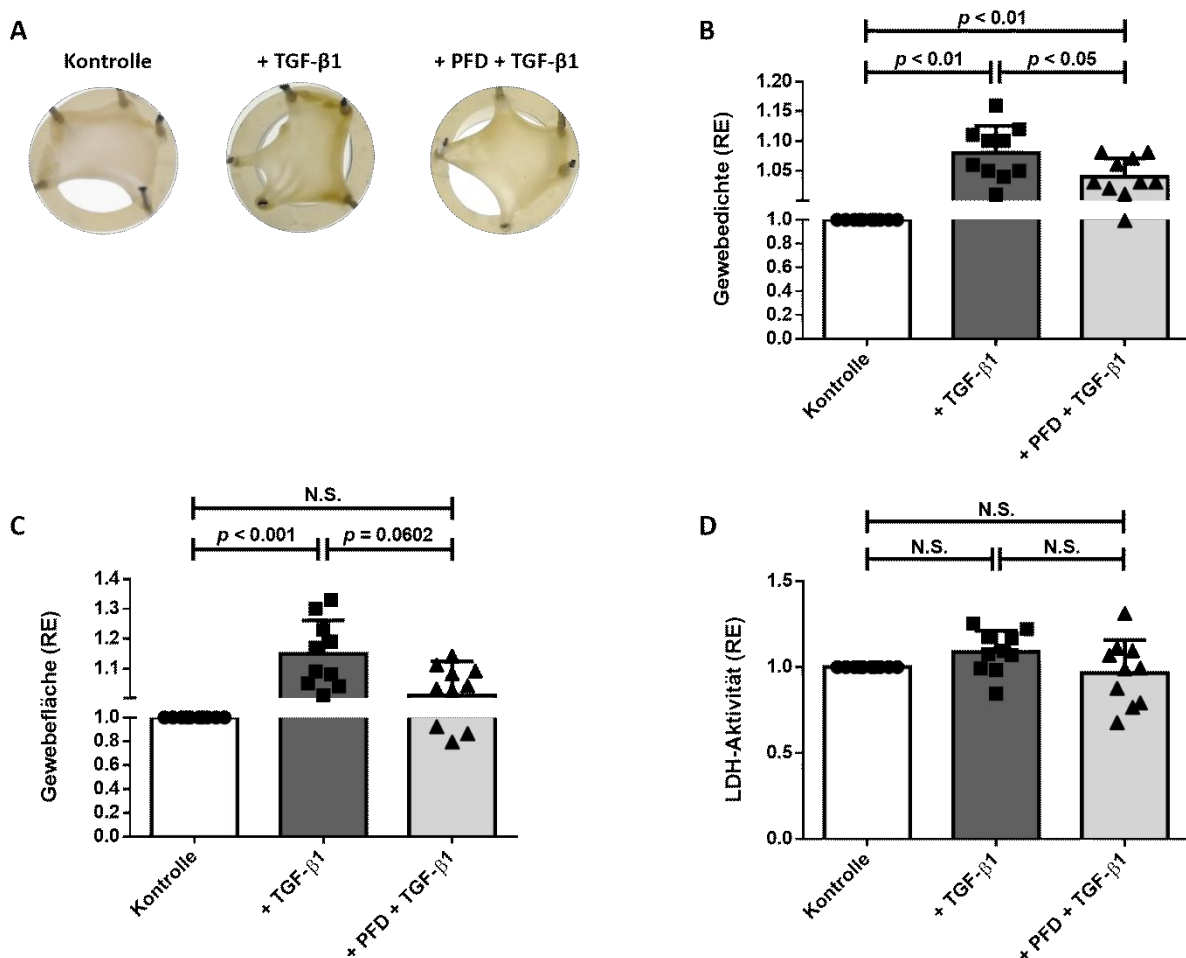 A
Kontrolle
+ TGF-β1
+ PFD + TGF-β1
B
p < 0.01
p < 0.01
p < 0.05
Gewebedichte (RE)
1.20
1.15
1.10
1.05
1.0
0.8
0.6
0.4
0.2
0.0
Kontrolle
+ TGF-β1
+ PFD + TGF-β1
C
N.S.
p < 0.001
p = 0.0602
Gewebefläche (RE)
1.4
1.3
1.2
1.1
1.0
0.8
0.6
0.4
0.2
0.0
Kontrolle
+ TGF-β1
+ PFD + TGF-β1
D
N.S.
N.S.
N.S.
LDH-Aktivität (RE)
1.5
1.0
0.5
0.0
Kontrolle
+ TGF-β1
+ PFD + TGF-β1